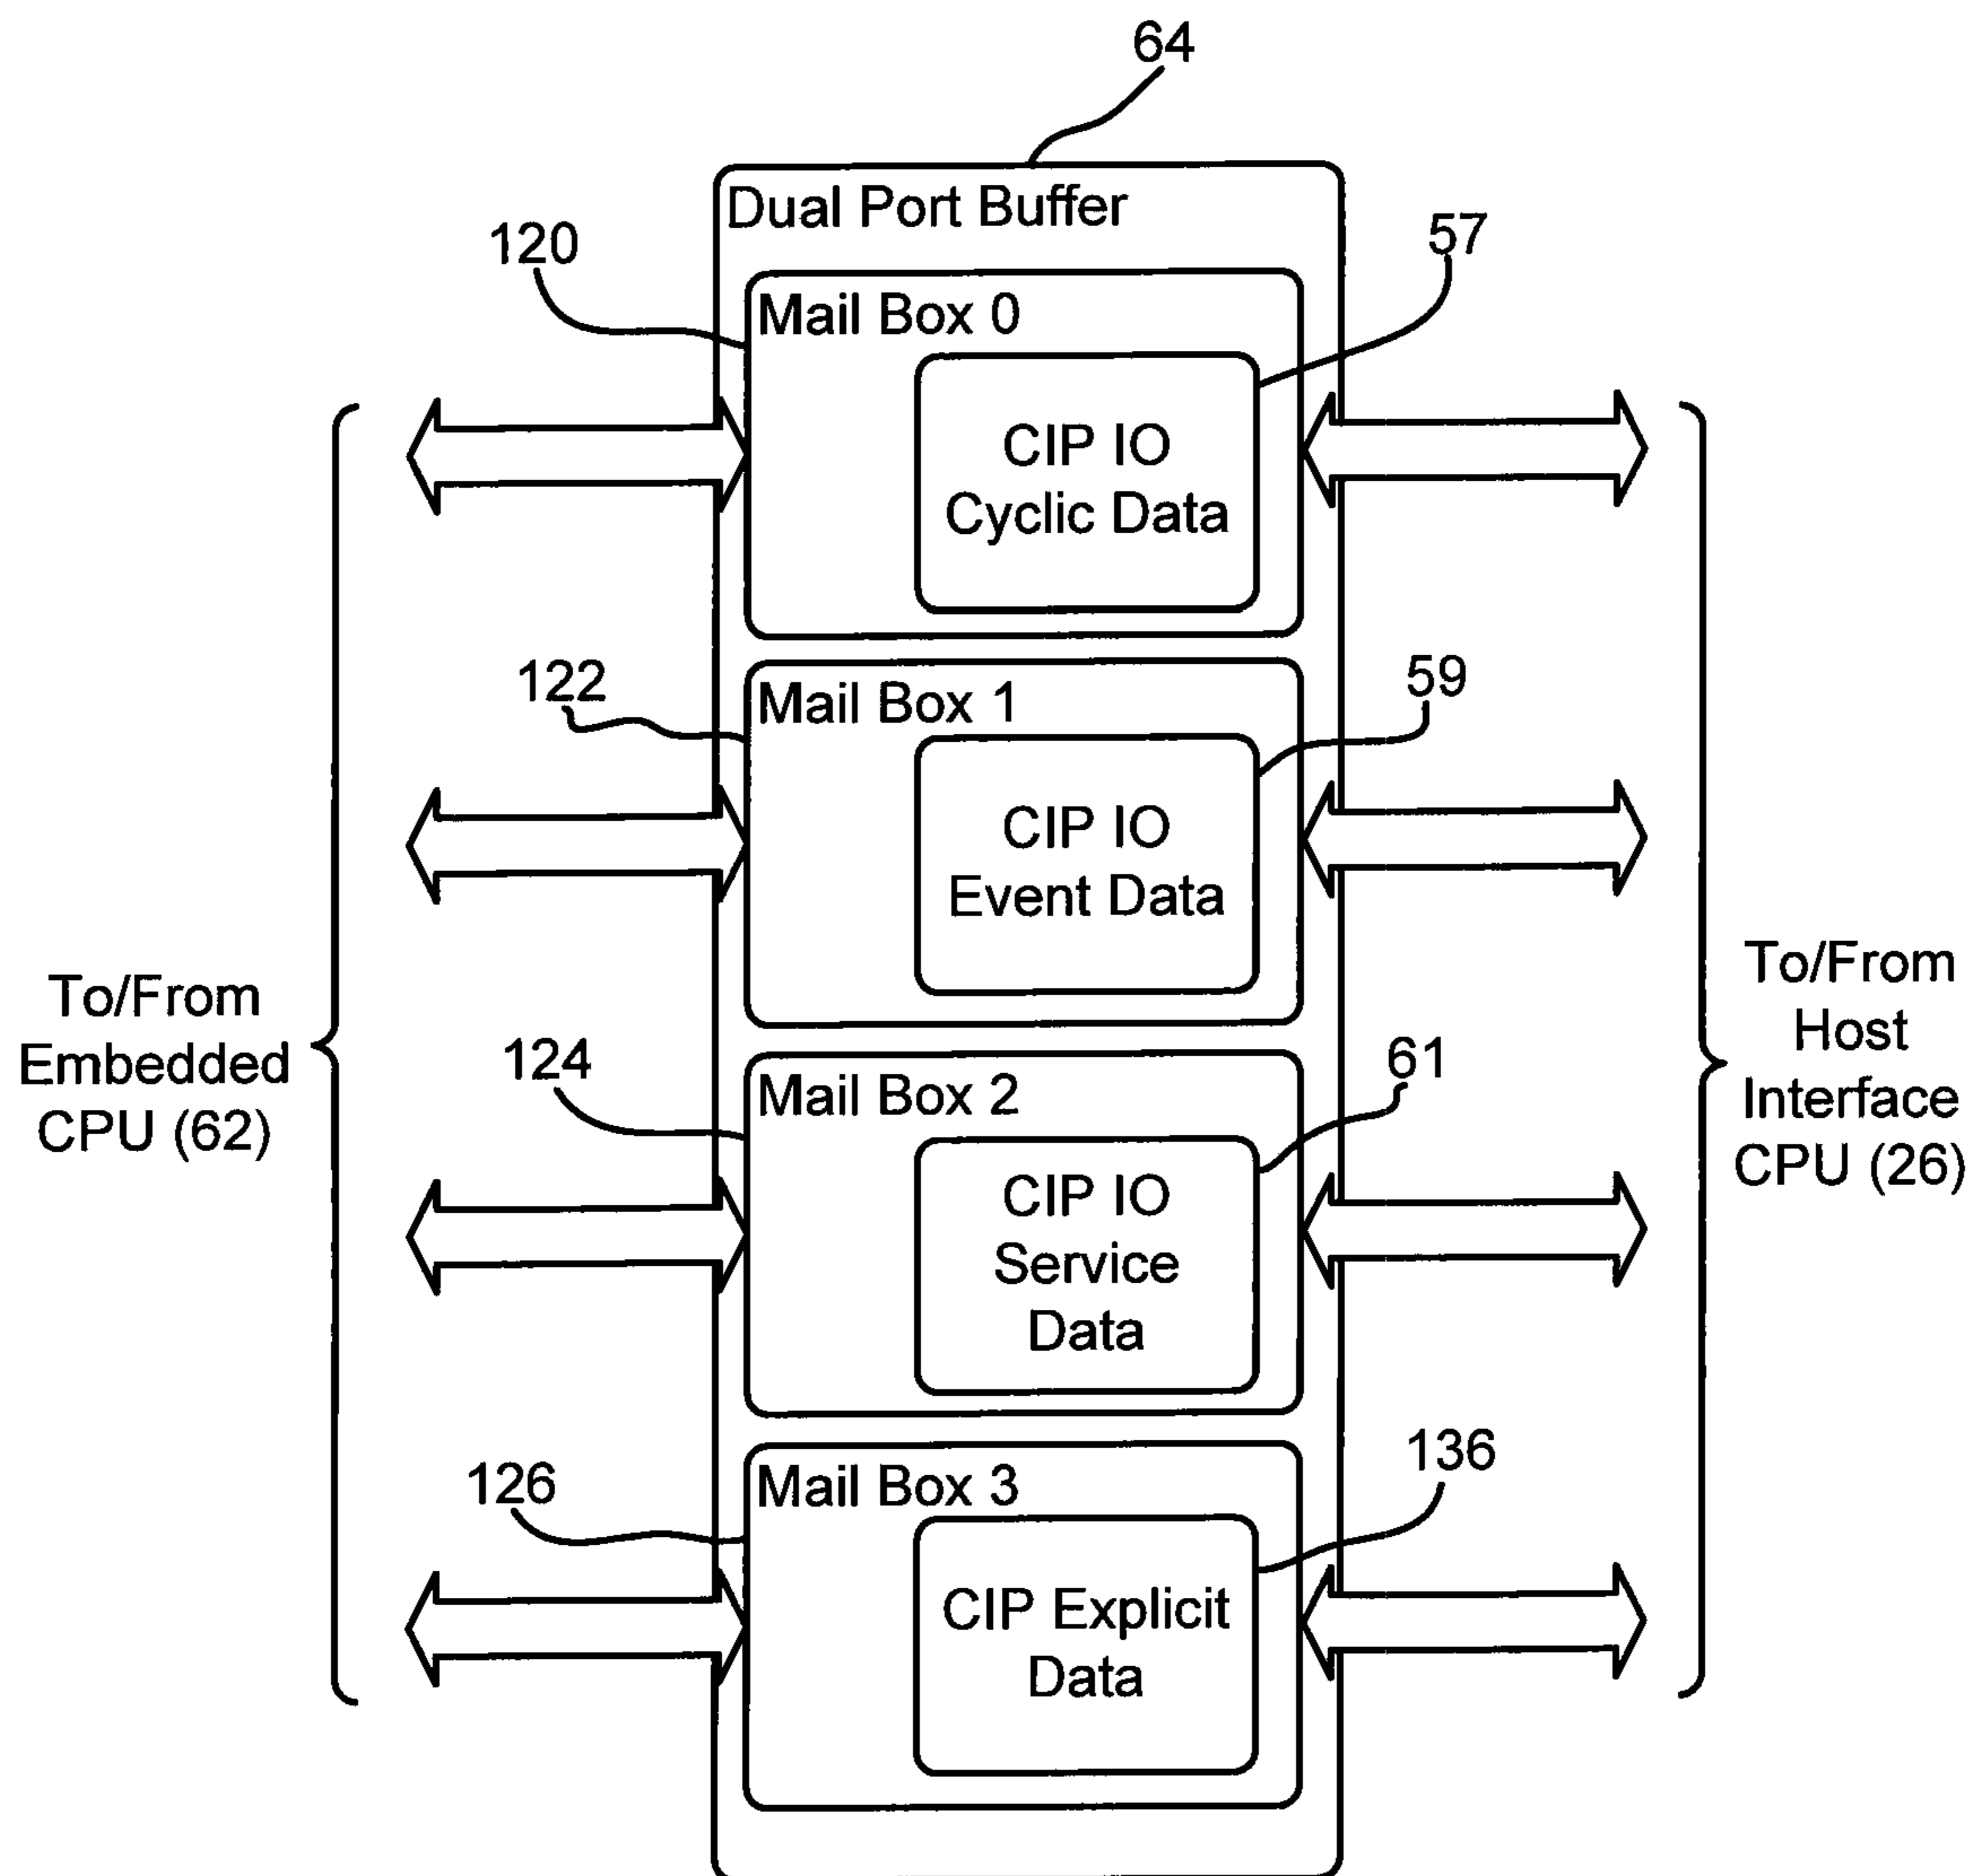 64
Dual Port Buffer
120
57
Mail Box 0
CIP IO
Cyclic Data
122
59
Mail Box 1
CIP IO
Event Data
To/From
Embedded
CPU (62)
To/From
Host
Interface
CPU (26)
124
61
Mail Box 2
CIP IO
Service
Data
126
136
Mail Box 3
CIP Explicit
Data